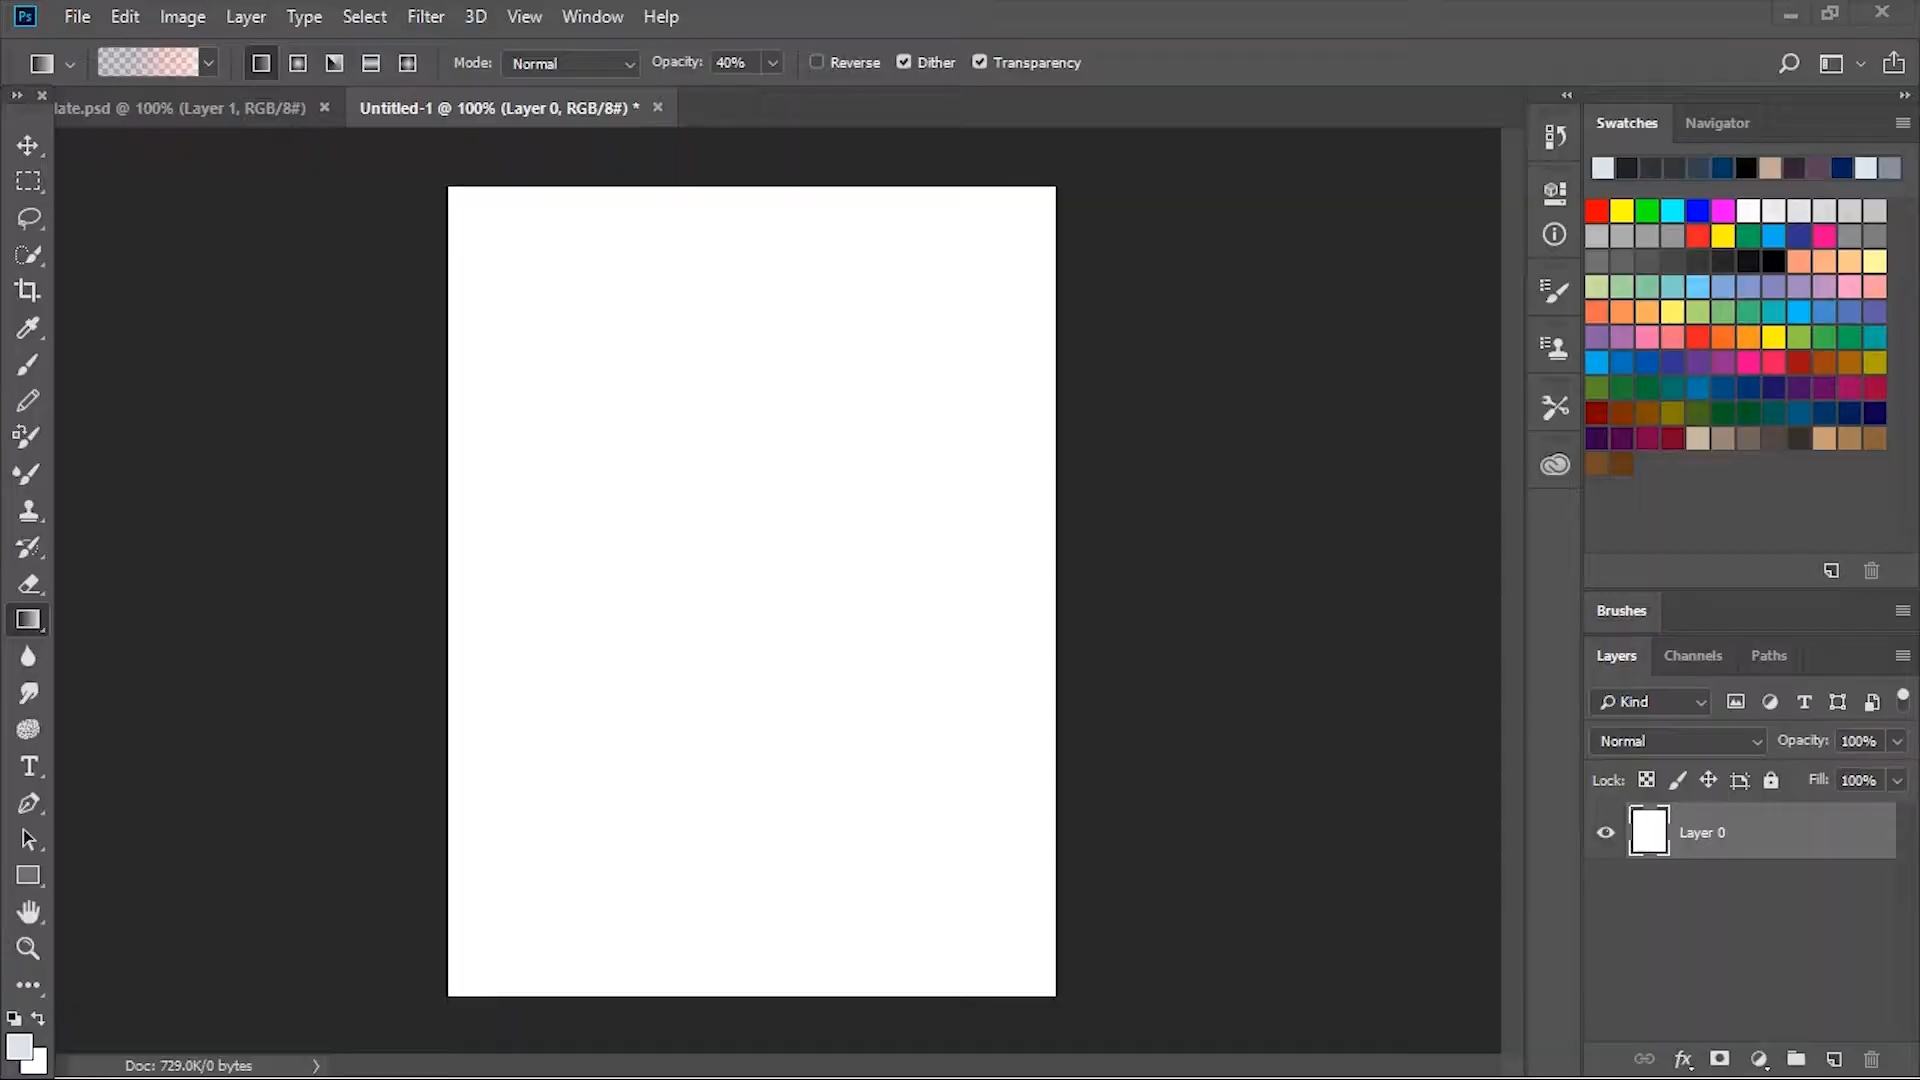 Ps File Edit Image Layer Type Select Filter 3D View Window Help
Mode: Normal Opacity: 40% Reverse Dither Transparency
late.psd @ 100% (Layer 1, RGB/8#) × Untitled-1 @ 100% (Layer 0, RGB/8#) * ×
Swatches Navigator
Brushes
Layers Channels Paths
Kind
Normal Opacity: 100%
Lock: Fill: 100%
Layer 0
fx
Doc: 729.0K/0 bytes